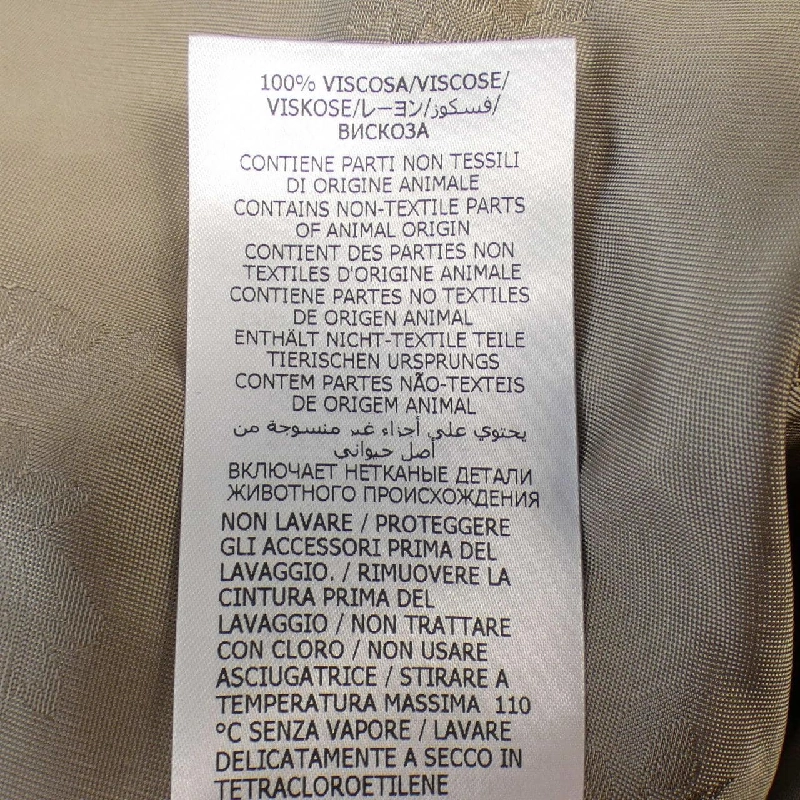 100% VISCOSA/VISCOSE/
VISKOSE/レーヨン/فسكوز/
ВИСКОЗА
CONTIENE PARTI NON TESSILI
DI ORIGINE ANIMALE
CONTAINS NON-TEXTILE PARTS
OF ANIMAL ORIGIN
CONTIENT DES PARTIES NON
TEXTILES D'ORIGINE ANIMALE
CONTIENE PARTES NO TEXTILES
DE ORIGEN ANIMAL
ENTHÄLT NICHT-TEXTILE TEILE
TIERISCHEN URSPRUNGS
CONTEM PARTES NÃO-TEXTEIS
DE ORIGEM ANIMAL
يحتوي على أجزاء غير منسوجة من
أصل حيواني
ВКЛЮЧАЕТ НЕТКАНЫЕ ДЕТАЛИ
ЖИВОТНОГО ПРОИСХОЖДЕНИЯ
NON LAVARE / PROTEGGERE
GLI ACCESSORI PRIMA DEL
LAVAGGIO. / RIMUOVERE LA
CINTURA PRIMA DEL
LAVAGGIO / NON TRATTARE
CON CLORO / NON USARE
ASCIUGATRICE / STIRARE A
TEMPERATURA MASSIMA 110
°C SENZA VAPORE / LAVARE
DELICATAMENTE A SECCO IN
TETRACLOROETILENE